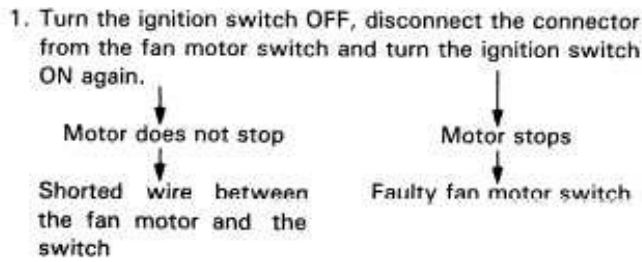 1. Turn the ignition switch OFF, disconnect the connector
from the fan motor switch and turn the ignition switch
ON again.
Motor does not stop
Motor stops
Shorted wire between
the fan motor and the
switch
Faulty fan motor switch